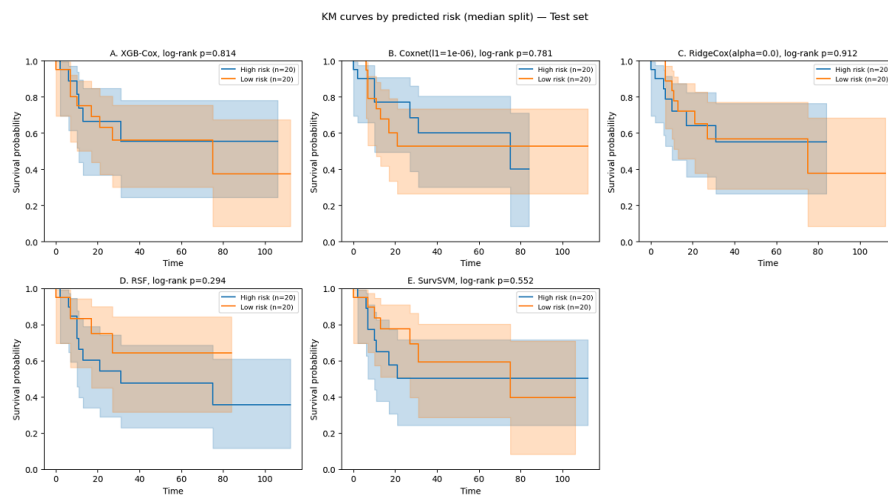 KM curves by predicted risk (median split) — Test set
A. XGB-Cox, log-rank p=0.814
Survival probability
1.0
0.8
0.6
0.4
0.2
0.0
High risk (n=20)
Low risk (n=20)
0 20 40 60 80 100
Time
B. Coxnet(l1=1e-06), log-rank p=0.781
Survival probability
1.0
0.8
0.6
0.4
0.2
0.0
High risk (n=20)
Low risk (n=20)
0 20 40 60 80 100
Time
C. RidgeCox(alpha=0.0), log-rank p=0.912
Survival probability
1.0
0.8
0.6
0.4
0.2
0.0
High risk (n=20)
Low risk (n=20)
0 20 40 60 80 100
Time
D. RSF, log-rank p=0.294
Survival probability
1.0
0.8
0.6
0.4
0.2
0.0
High risk (n=20)
Low risk (n=20)
0 20 40 60 80 100
Time
E. SurvSVM, log-rank p=0.552
Survival probability
1.0
0.8
0.6
0.4
0.2
0.0
High risk (n=20)
Low risk (n=20)
0 20 40 60 80 100
Time